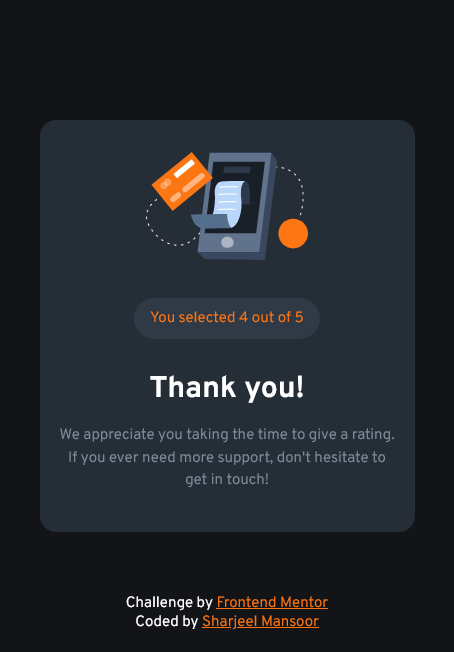 You selected 4 out of 5
Thank you!
We appreciate you taking the time to give a rating.
If you ever need more support, don't hesitate to
get in touch!
Challenge by Frontend Mentor
Coded by Sharjeel Mansoor